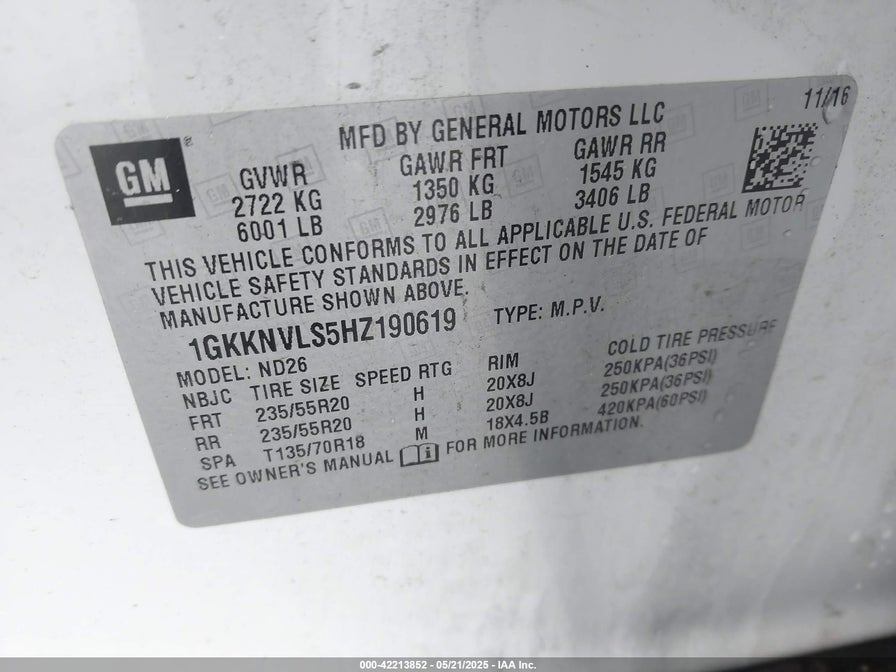 11/16
MFD BY GENERAL MOTORS LLC
GM ®
GVWR GAWR FRT GAWR RR
2722 KG 1350 KG 1545 KG
6001 LB 2976 LB 3406 LB
THIS VEHICLE CONFORMS TO ALL APPLICABLE U.S. FEDERAL MOTOR
VEHICLE SAFETY STANDARDS IN EFFECT ON THE DATE OF
MANUFACTURE SHOWN ABOVE.
1GKKNVLS5HZ190619 TYPE: M.P.V.
MODEL: ND26
NBJC TIRE SIZE SPEED RTG RIM COLD TIRE PRESSURE
FRT 235/55R20 H 20X8J 250KPA(36PSI)
RR 235/55R20 H 20X8J 250KPA(36PSI)
SPA T135/70R18 M 18X4.5B 420KPA(60PSI)
SEE OWNER'S MANUAL i FOR MORE INFORMATION.
000-42213852 - 05/21/2025 - IAA Inc.